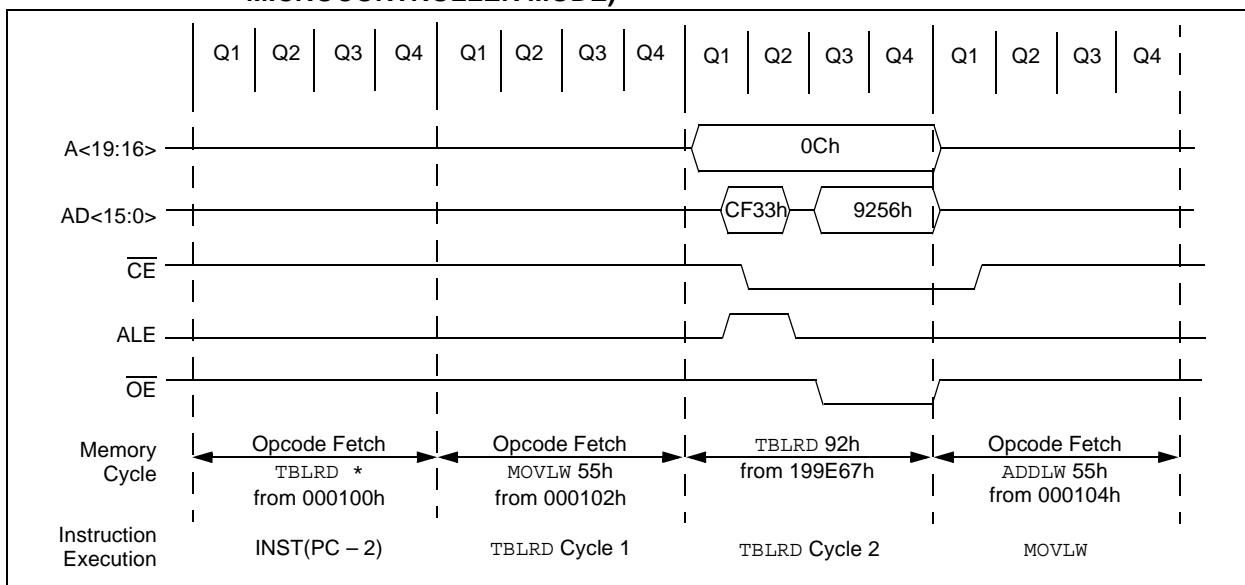 Q1 Q2 Q3 Q4 Q1 Q2 Q3 Q4 Q1 Q2 Q3 Q4 Q1 Q2 Q3 Q4
A<19:16> 0Ch
AD<15:0> CF33h 9256h
CE
ALE
OE
Memory Cycle
Opcode Fetch
TBLRD *
from 000100h
Opcode Fetch
MOVLW 55h
from 000102h
TBLRD 92h
from 199E67h
Opcode Fetch
ADDLW 55h
from 000104h
Instruction Execution
INST(PC – 2) TBLRD Cycle 1 TBLRD Cycle 2 MOVLW